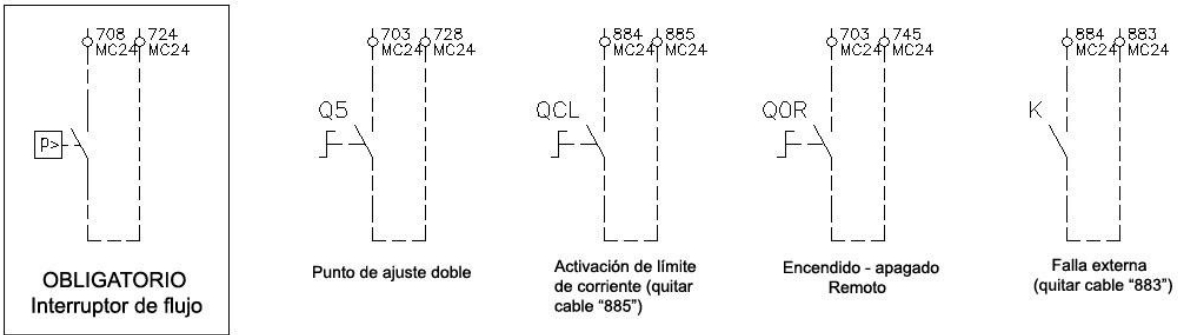 708 724
MC24 MC24
P>
OBLIGATORIO
Interruptor de flujo
703 728
MC24 MC24
Q5
Punto de ajuste doble
884 885
MC24 MC24
QCL
Activación de límite
de corriente (quitar
cable “885”)
703 745
MC24 MC24
QOR
Encendido - apagado
Remoto
884 883
MC24 MC24
K
Falla externa
(quitar cable “883”)